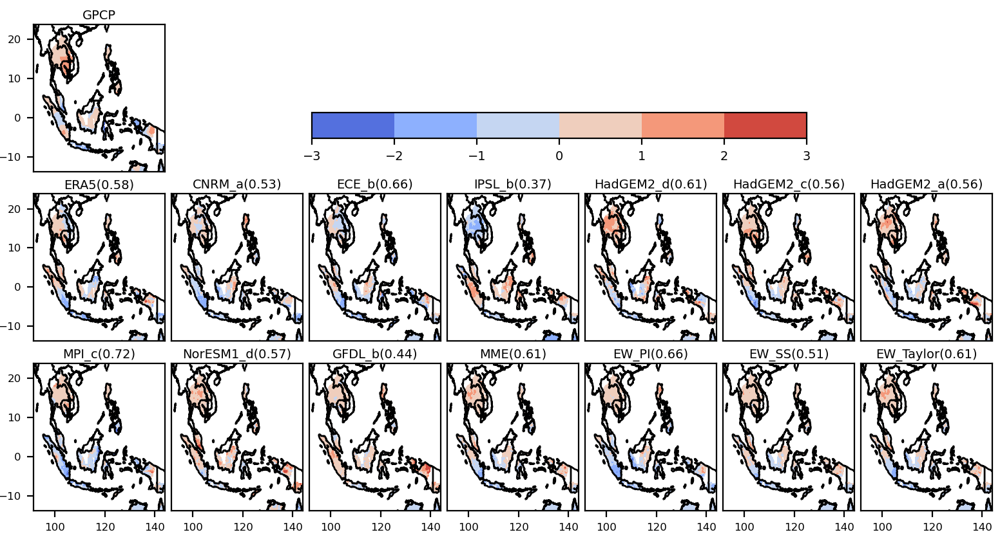 GPCP
20
10
0
−10
−3 −2 −1 0 1 2 3
ERA5(0.58) CNRM_a(0.53) ECE_b(0.66) IPSL_b(0.37) HadGEM2_d(0.61) HadGEM2_c(0.56) HadGEM2_a(0.56)
20
10
0
−10
MPI_c(0.72) NorESM1_d(0.57) GFDL_b(0.44) MME(0.61) EW_PI(0.66) EW_SS(0.51) EW_Taylor(0.61)
20
10
0
−10
100 120 140 100 120 140 100 120 140 100 120 140 100 120 140 100 120 140 100 120 140